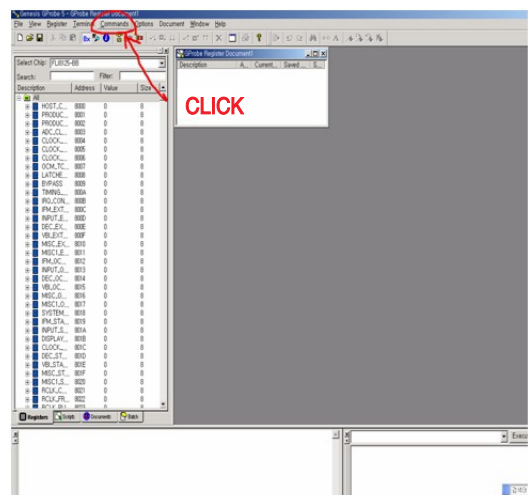 Genesis GProbe 5 - GProbe Register Document1
File View Register Terminal Commands Options Document Window Help
GProbe Register Document1
Select Chip: FLI8125-BB
Description A... Current... Saved ... S...
Search: Filter:
Description Address Value Size
CLICK
All
HOST_C... 8000 0 8
PRODUC... 8001 0 8
PRODUC... 8002 0 8
ADC_CL... 8003 0 8
CLOCK_... 8004 0 8
CLOCK_... 8005 0 8
CLOCK_... 8006 0 8
OCM_TC... 8007 0 8
LATCHE... 8008 0 8
BYPASS 8009 0 8
TIMING_... 800A 0 8
IRQ_CON... 800B 0 8
IFM_EXT... 800C 0 8
INPUT_E... 800D 0 8
DEC_EX... 800E 0 8
VBI_EXT... 800F 0 8
MISC_EX... 8010 0 8
MISC1_E... 8011 0 8
IFM_OC... 8012 0 8
INPUT_O... 8013 0 8
DEC_OC... 8014 0 8
VBI_OC... 8015 0 8
MISC_O... 8016 0 8
MISC1_O... 8017 0 8
SYSTEM... 8018 0 8
IFM_STA... 8019 0 8
INPUT_S... 801A 0 8
DISPLAY... 801B 0 8
CLOCK_... 801C 0 8
DEC_ST... 801D 0 8
VBI_STA... 801E 0 8
MISC_ST... 801F 0 8
MISC1_S... 8020 0 8
RCLK_C... 8021 0 8
RCLK_FR... 8022 0 8
Registers Scripts Documents Batch
Execu